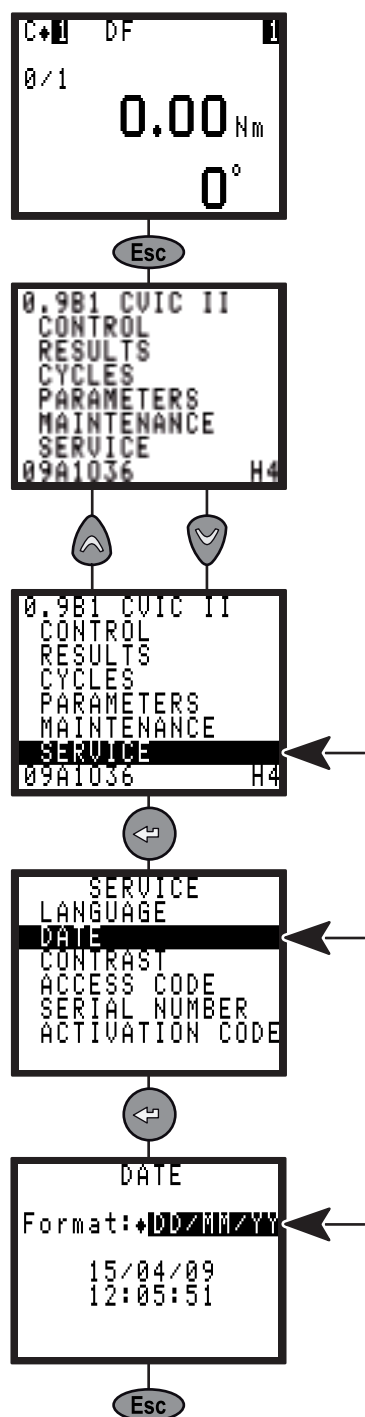 C♦1 DF 1
0/1
0.00 Nm
0°
Esc
0.9B1 CVIC II
CONTROL
RESULTS
CYCLES
PARAMETERS
MAINTENANCE
SERVICE
09A1036 H4
0.9B1 CVIC II
CONTROL
RESULTS
CYCLES
PARAMETERS
MAINTENANCE
SERVICE
09A1036 H4
SERVICE
LANGUAGE
DATE
CONTRAST
ACCESS CODE
SERIAL NUMBER
ACTIVATION CODE
DATE
Format:♦DD/MM/YY
15/04/09
12:05:51
Esc